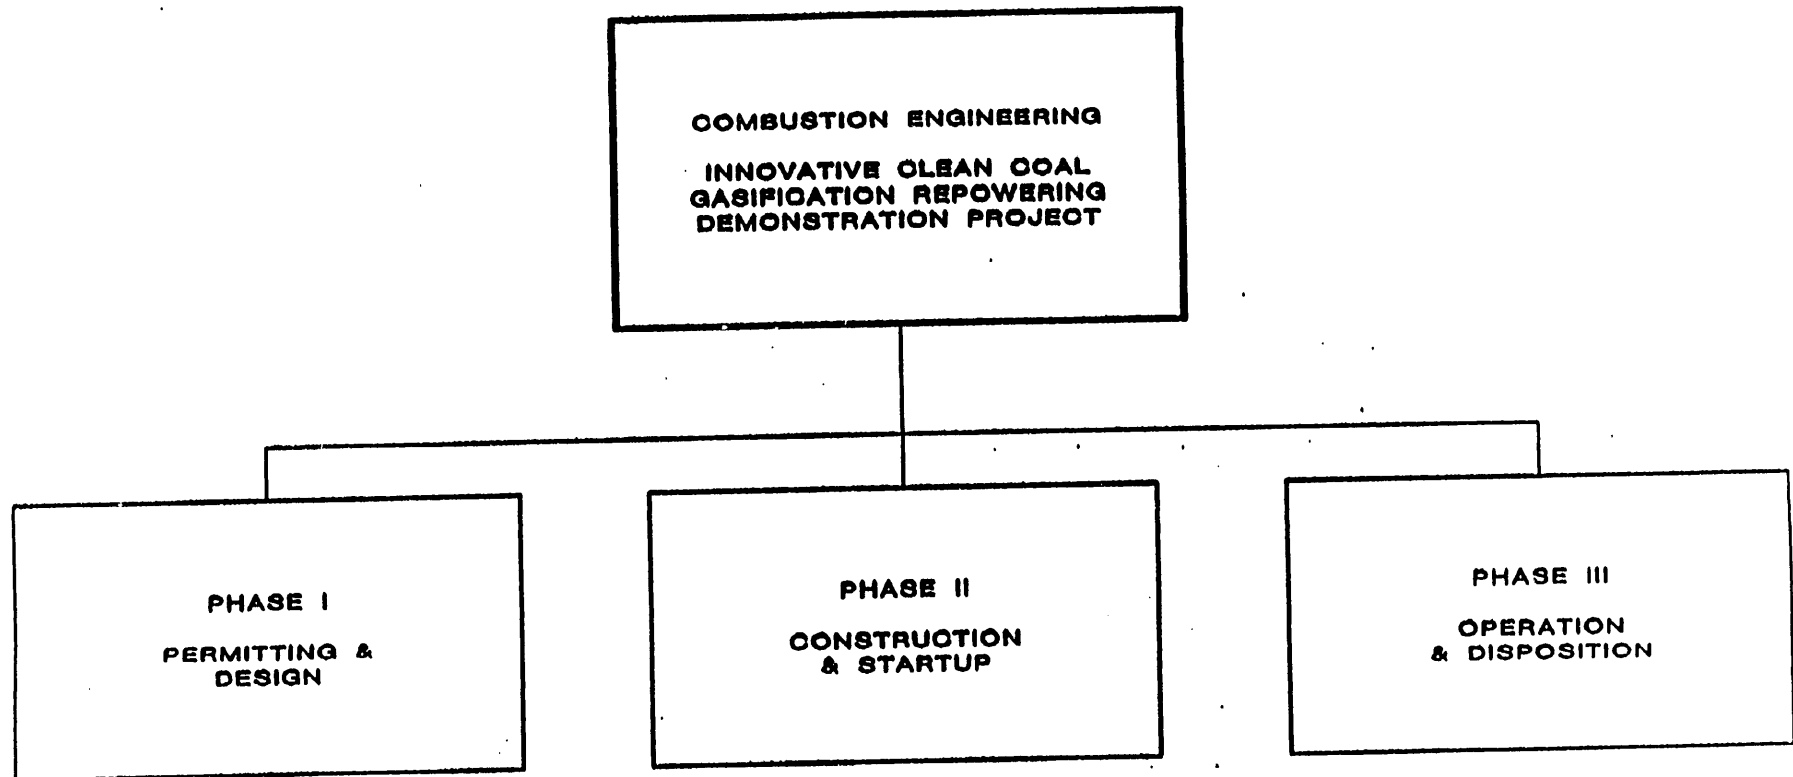 COMBUSTION ENGINEERING
INNOVATIVE CLEAN COAL
GASIFICATION REPOWERING
DEMONSTRATION PROJECT
PHASE I
PERMITTING &
DESIGN
PHASE II
CONSTRUCTION
& STARTUP
PHASE III
OPERATION
& DISPOSITION